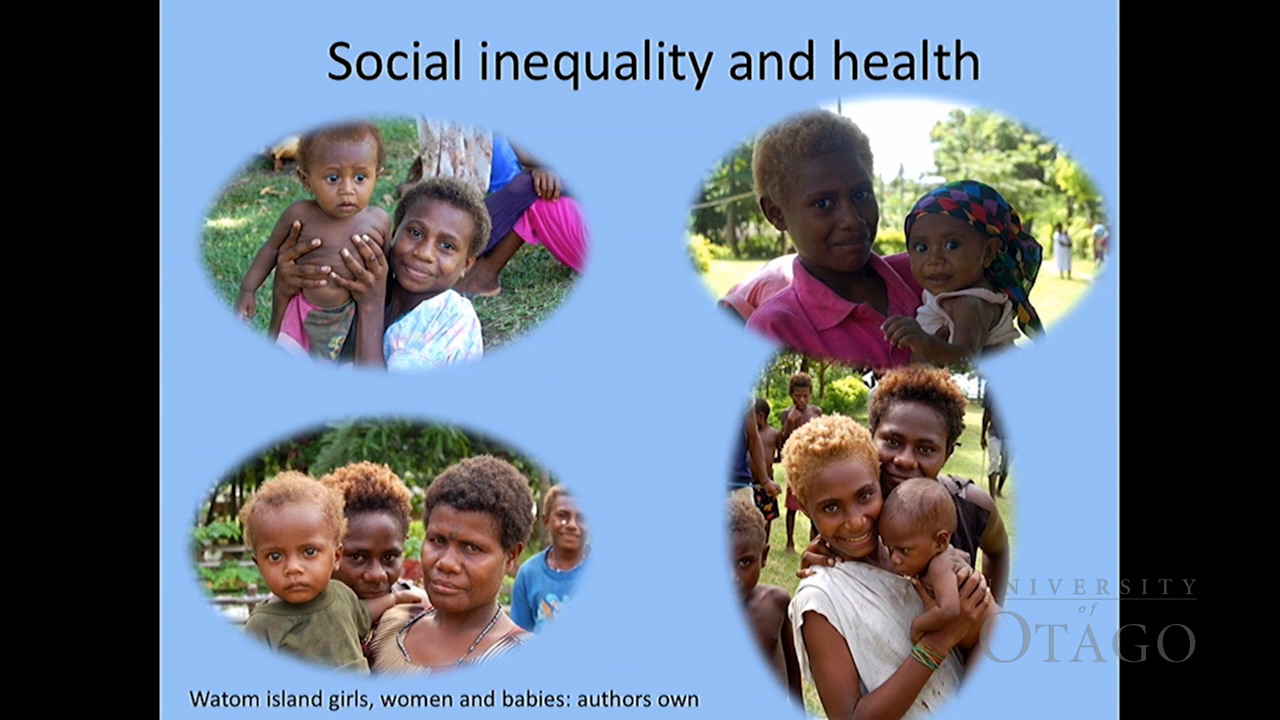 Social inequality and health
UNIVERSITY
of
OTAGO
Watom island girls, women and babies: authors own